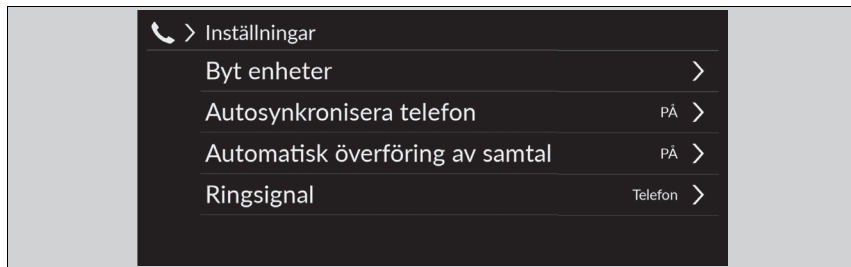 Inställningar
Byt enheter
Autosynkronisera telefon PÅ
Automatisk överföring av samtal PÅ
Ringsignal Telefon